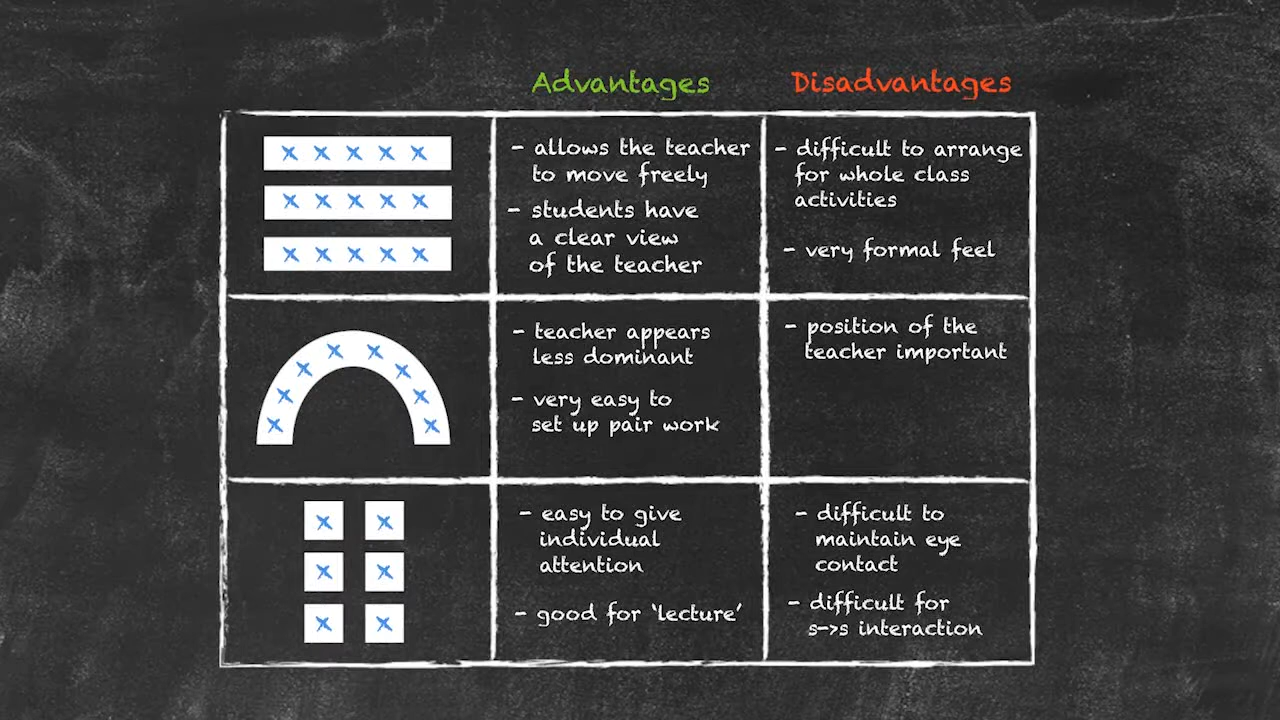 Advantages
Disadvantages
- allows the teacher
to move freely
- students have
a clear view
of the teacher
- difficult to arrange
for whole class
activities
- very formal feel
- teacher appears
less dominant
- very easy to
set up pair work
- position of the
teacher important
- easy to give
individual
attention
- good for ‘lecture’
- difficult to
maintain eye
contact
- difficult for
s->s interaction